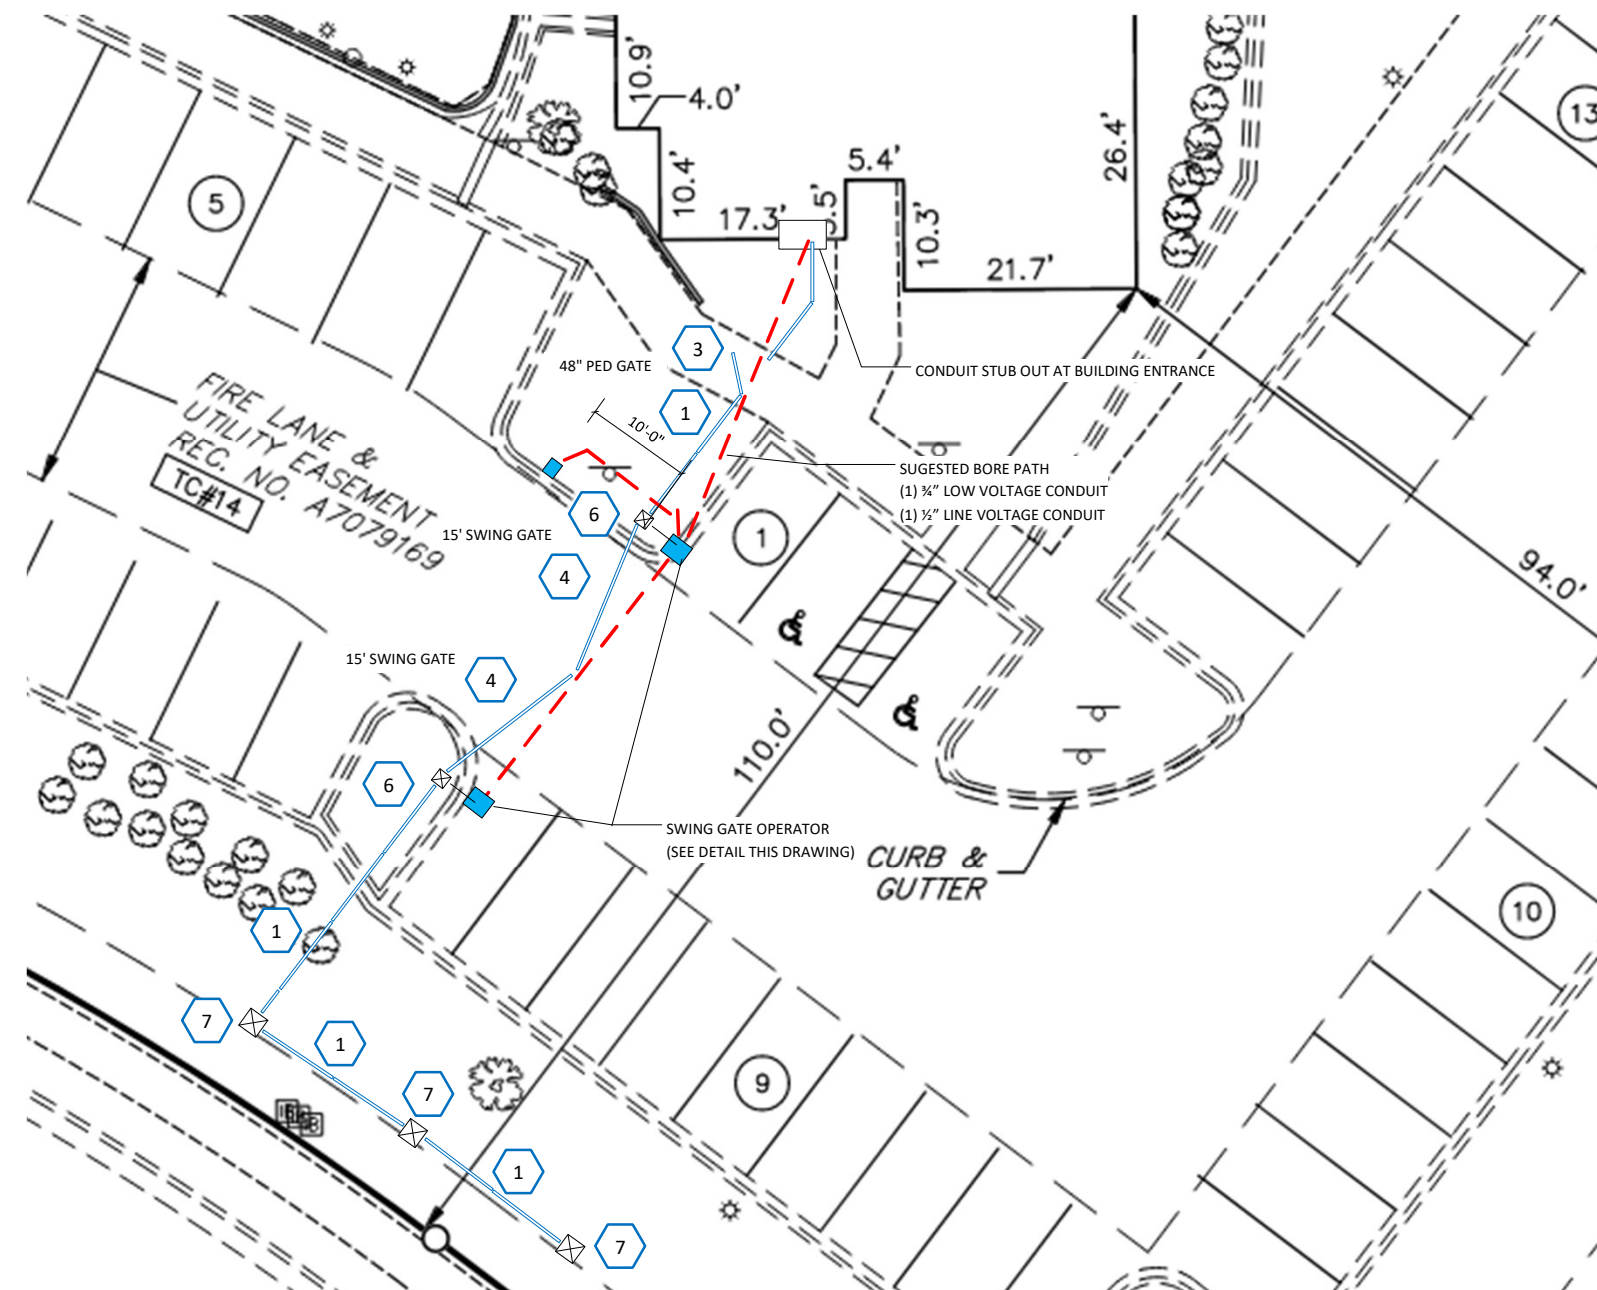 10.9'
4.0'
10.4'
17.3'
5.4'
10.3'
26.4'
21.7'
13
5
3
48" PED GATE
1
10'-0"
CONDUIT STUB OUT AT BUILDING ENTRANCE
SUGESTED BORE PATH
(1) ¾” LOW VOLTAGE CONDUIT
(1) ½” LINE VOLTAGE CONDUIT
FIRE LANE &
UTILITY EASEMENT
REC. NO. A7079169
TC#14
6
15' SWING GATE
4
1
94.0'
15' SWING GATE
4
110.0'
6
SWING GATE OPERATOR
(SEE DETAIL THIS DRAWING)
CURB &
GUTTER
10
1
7
1
7
9
1
7